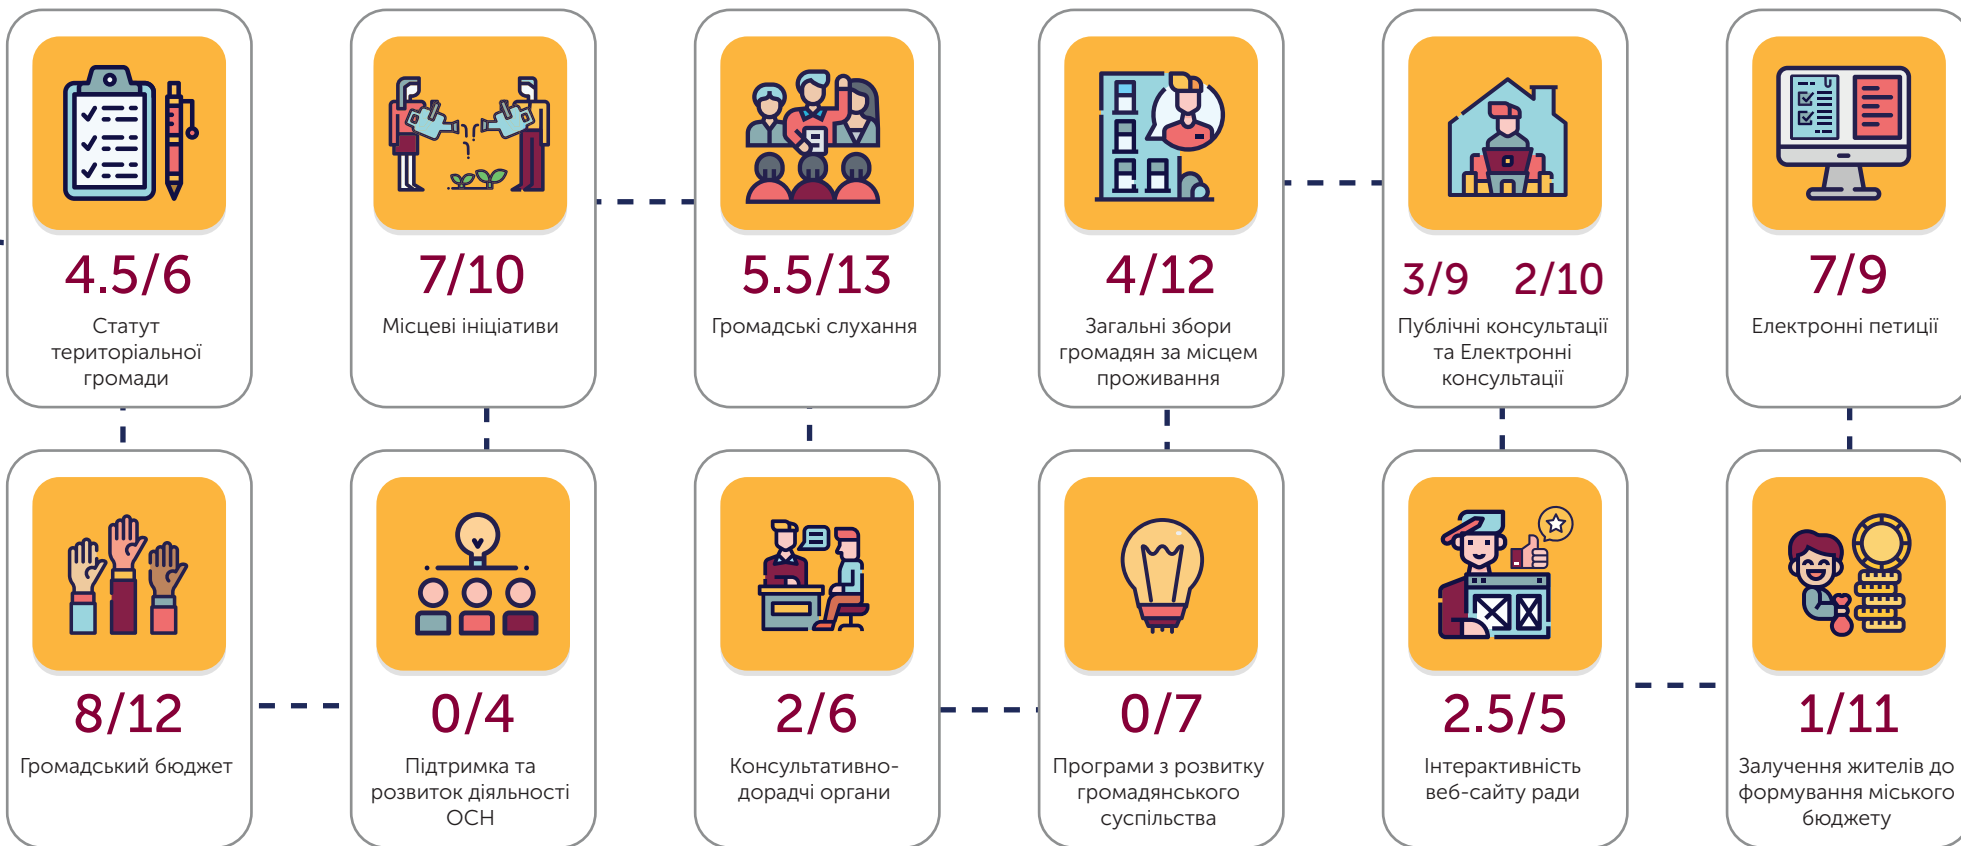 4.5/6
Статут
територіальної
громади
7/10
Місцеві ініціативи
5.5/13
Громадські слухання
4/12
Загальні збори
громадян за місцем
проживання
3/9 2/10
Публічні консультації
та Електронні
консультації
7/9
Електронні петиції
8/12
Громадський бюджет
0/4
Підтримка та
розвиток діяльності
ОСН
2/6
Консультативно-
дорадчі органи
0/7
Програми з розвитку
громадянського
суспільства
2.5/5
Інтерактивність
веб-сайту ради
1/11
Залучення жителів до
формування міського
бюджету